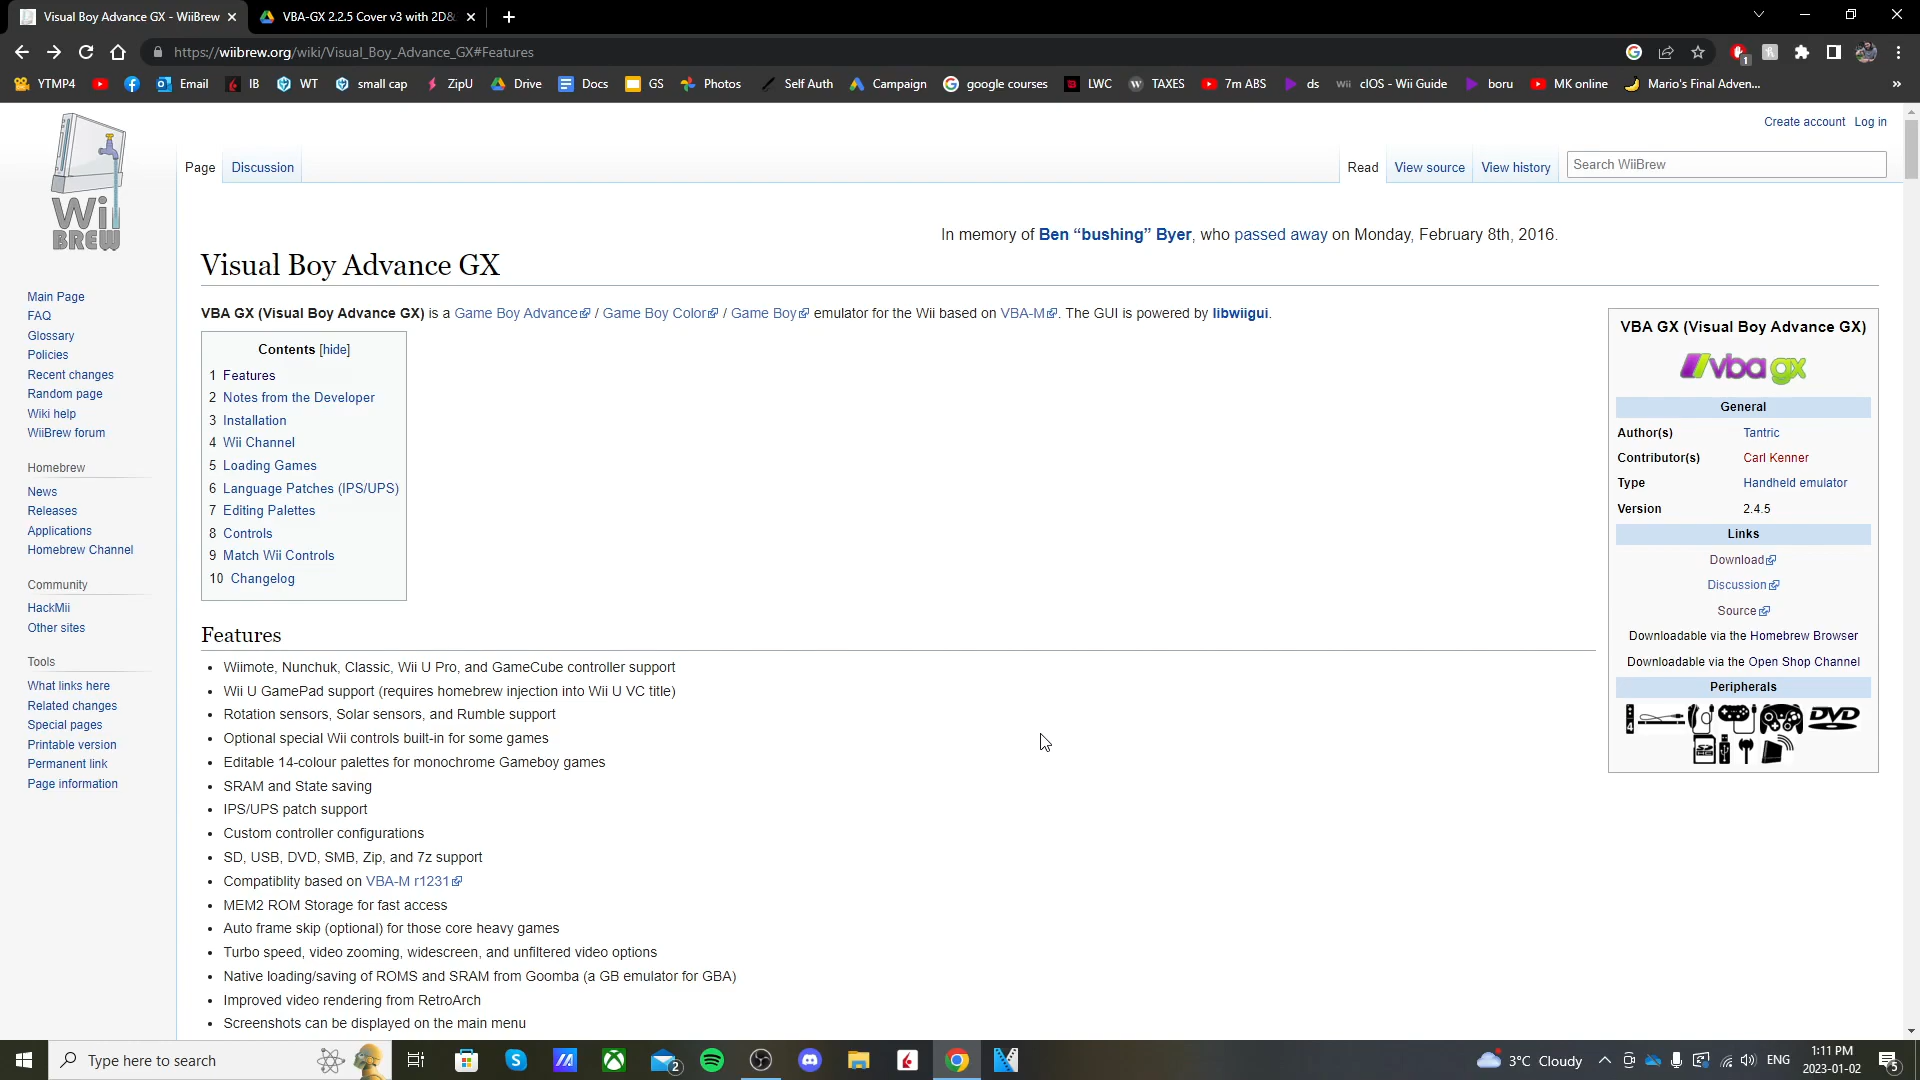 Visual Boy Advance GX - WiiBrew
VBA-GX 2.2.5 Cover v3 with 2D&
https://wiibrew.org/wiki/Visual_Boy_Advance_GX#Features
1
YTMP4
Email
IB
WT
small cap
ZipU
Drive
Docs
GS
Photos
Self Auth
Campaign
google courses
LWC
TAXES
7m ABS
ds
cIOS - Wii Guide
boru
MK online
Mario's Final Adven...
»
Create account Log in
Page Discussion
Read View source View history
Search WiiBrew
Wii
BREW
In memory of Ben “bushing” Byer, who passed away on Monday, February 8th, 2016.
Visual Boy Advance GX
VBA GX (Visual Boy Advance GX) is a Game Boy Advance / Game Boy Color / Game Boy emulator for the Wii based on VBA-M. The GUI is powered by libwiigui.
Contents [hide]
1 Features
2 Notes from the Developer
3 Installation
4 Wii Channel
5 Loading Games
6 Language Patches (IPS/UPS)
7 Editing Palettes
8 Controls
9 Match Wii Controls
10 Changelog
Main Page
FAQ
Glossary
Policies
Recent changes
Random page
Wiki help
WiiBrew forum
Homebrew
News
Releases
Applications
Homebrew Channel
Community
HackMii
Other sites
Tools
What links here
Related changes
Special pages
Printable version
Permanent link
Page information
VBA GX (Visual Boy Advance GX)
vba gx
General
Author(s) Tantric
Contributor(s) Carl Kenner
Type Handheld emulator
Version 2.4.5
Links
Download
Discussion
Source
Downloadable via the Homebrew Browser
Downloadable via the Open Shop Channel
Peripherals
4
DVD
Features
• Wiimote, Nunchuk, Classic, Wii U Pro, and GameCube controller support
• Wii U GamePad support (requires homebrew injection into Wii U VC title)
• Rotation sensors, Solar sensors, and Rumble support
• Optional special Wii controls built-in for some games
• Editable 14-colour palettes for monochrome Gameboy games
• SRAM and State saving
• IPS/UPS patch support
• Custom controller configurations
• SD, USB, DVD, SMB, Zip, and 7z support
• Compatiblity based on VBA-M r1231
• MEM2 ROM Storage for fast access
• Auto frame skip (optional) for those core heavy games
• Turbo speed, video zooming, widescreen, and unfiltered video options
• Native loading/saving of ROMS and SRAM from Goomba (a GB emulator for GBA)
• Improved video rendering from RetroArch
• Screenshots can be displayed on the main menu
Type here to search
2
3°C Cloudy
ENG
1:11 PM
2023-01-02
5